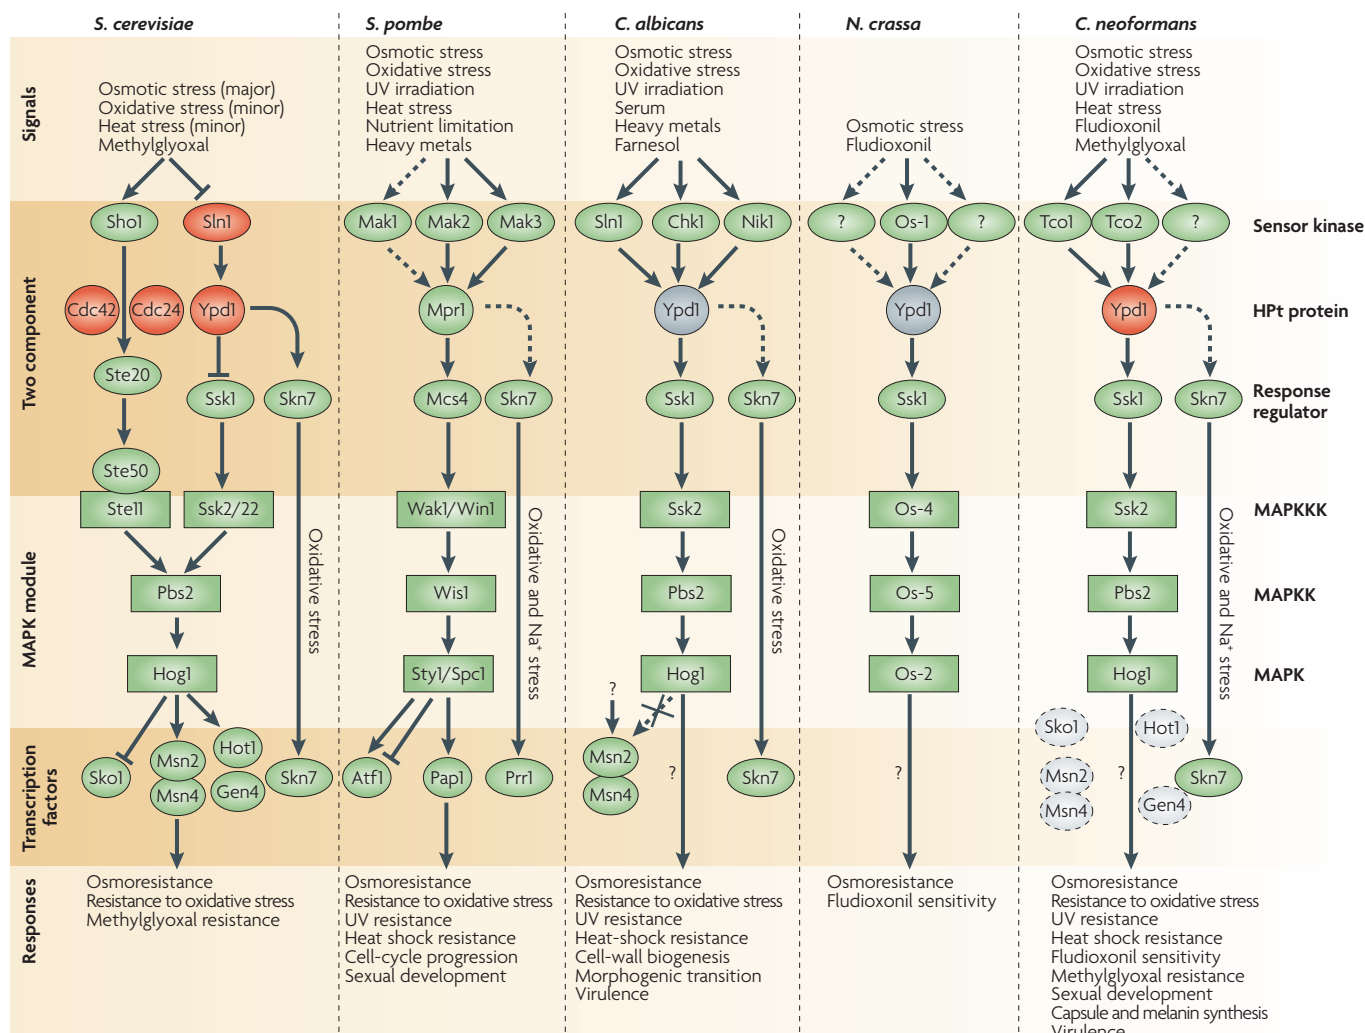 S. cerevisiae
S. pombe
C. albicans
N. crassa
C. neoformans
Signals
Osmotic stress (major)
Oxidative stress (minor)
Heat stress (minor)
Methylglyoxal
Osmotic stress
Oxidative stress
UV irradiation
Heat stress
Nutrient limitation
Heavy metals
Osmotic stress
Oxidative stress
UV irradiation
Serum
Heavy metals
Farnesol
Osmotic stress
Fludioxonil
Osmotic stress
Oxidative stress
UV irradiation
Heat stress
Fludioxonil
Methylglyoxal
Two component
Sho1
Sln1
Mak1
Mak2
Mak3
Sln1
Chk1
Nik1
?
Os-1
?
Tco1
Tco2
?
Sensor kinase
Cdc42
Cdc24
Ypd1
Mpr1
Ypd1
Ypd1
Ypd1
HPt protein
Ste20
Ssk1
Skn7
Mcs4
Skn7
Ssk1
Skn7
Ssk1
Ssk1
Skn7
Response
regulator
Ste50
MAPK module
Ste11
Ssk2/22
Wak1/Win1
Ssk2
Os-4
Ssk2
MAPKKK
Oxidative stress
Oxidative and Na⁺ stress
Oxidative stress
Oxidative and Na⁺ stress
Pbs2
Wis1
Pbs2
Os-5
Pbs2
MAPKK
Hog1
Sty1/Spc1
Hog1
Os-2
Hog1
MAPK
?
Transcription
factors
Sko1
Msn2
Msn4
Hot1
Gen4
Skn7
Atf1
Pap1
Prr1
Msn2
Msn4
?
Skn7
?
Sko1
Hot1
Msn2
Msn4
?
Gen4
Skn7
Responses
Osmoresistance
Resistance to oxidative stress
Methylglyoxal resistance
Osmoresistance
Resistance to oxidative stress
UV resistance
Heat shock resistance
Cell-cycle progression
Sexual development
Osmoresistance
Resistance to oxidative stress
UV resistance
Heat-shock resistance
Cell-wall biogenesis
Morphogenic transition
Virulence
Osmoresistance
Fludioxonil sensitivity
Osmoresistance
Resistance to oxidative stress
UV resistance
Heat shock resistance
Fludioxonil sensitivity
Methylglyoxal resistance
Sexual development
Capsule and melanin synthesis
Virulence